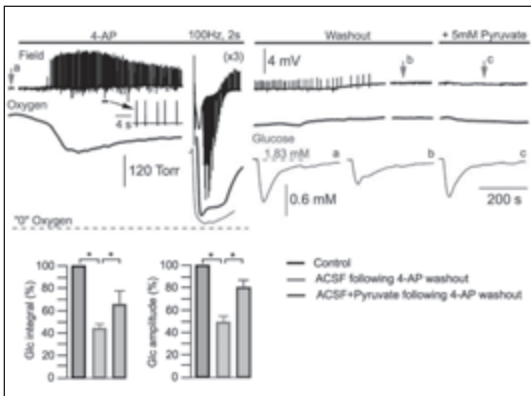 4-AP 100Hz, 2s Washout + 5mM Pyruvate
Field (x3)
a 4 mV b c
Oxygen
4 s
120 Torr
Glucose
1.83 mM a b c
0.6 mM 200 s
"0" Oxygen
Glc integral (%)
100
80
60
40
20
0
* *
Glc amplitude (%)
100
80
60
40
20
0
* *
Control
ACSF following 4-AP washout
ACSF+Pyruvate following 4-AP washout